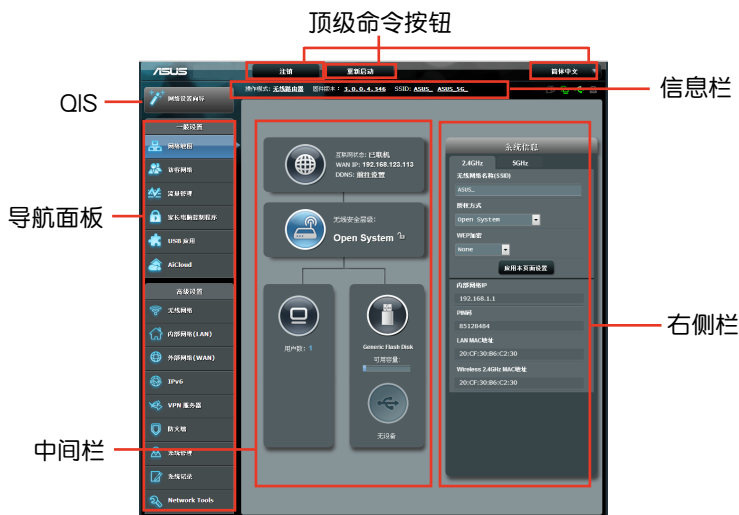 顶级命令按钮
ASUS
注销
重新启动
简体中文
操作模式: 无线路由器 固件版本: 3.0.0.4.346 SSID: ASUS_ ASUS_5G_
信息栏
QIS
网络设置向导
一般设置
网络地图
访客网络
流量管理
家长电脑控制程序
USB 应用
AiCloud
导航面板
高级设置
无线网络
内部网络(LAN)
外部网络(WAN)
IPv6
VPN 服务器
防火墙
系统管理
系统记录
Network Tools
互联网状态: 已联机
WAN IP: 192.168.123.113
DDNS: 前往设置
无线安全层级:
Open System
用户数: 1
Generic Flash Disk
可用容量:
无设备
中间栏
系统信息
2.4GHz 5GHz
无线网络名称(SSID)
ASUS_
授权方式
Open System
WEP加密
None
应用本页面设置
内部网络IP
192.168.1.1
PIN码
85128484
LAN MAC地址
20:CF:30:B6:C2:30
Wireless 2.4GHz MAC地址
20:CF:30:B6:C2:30
右侧栏